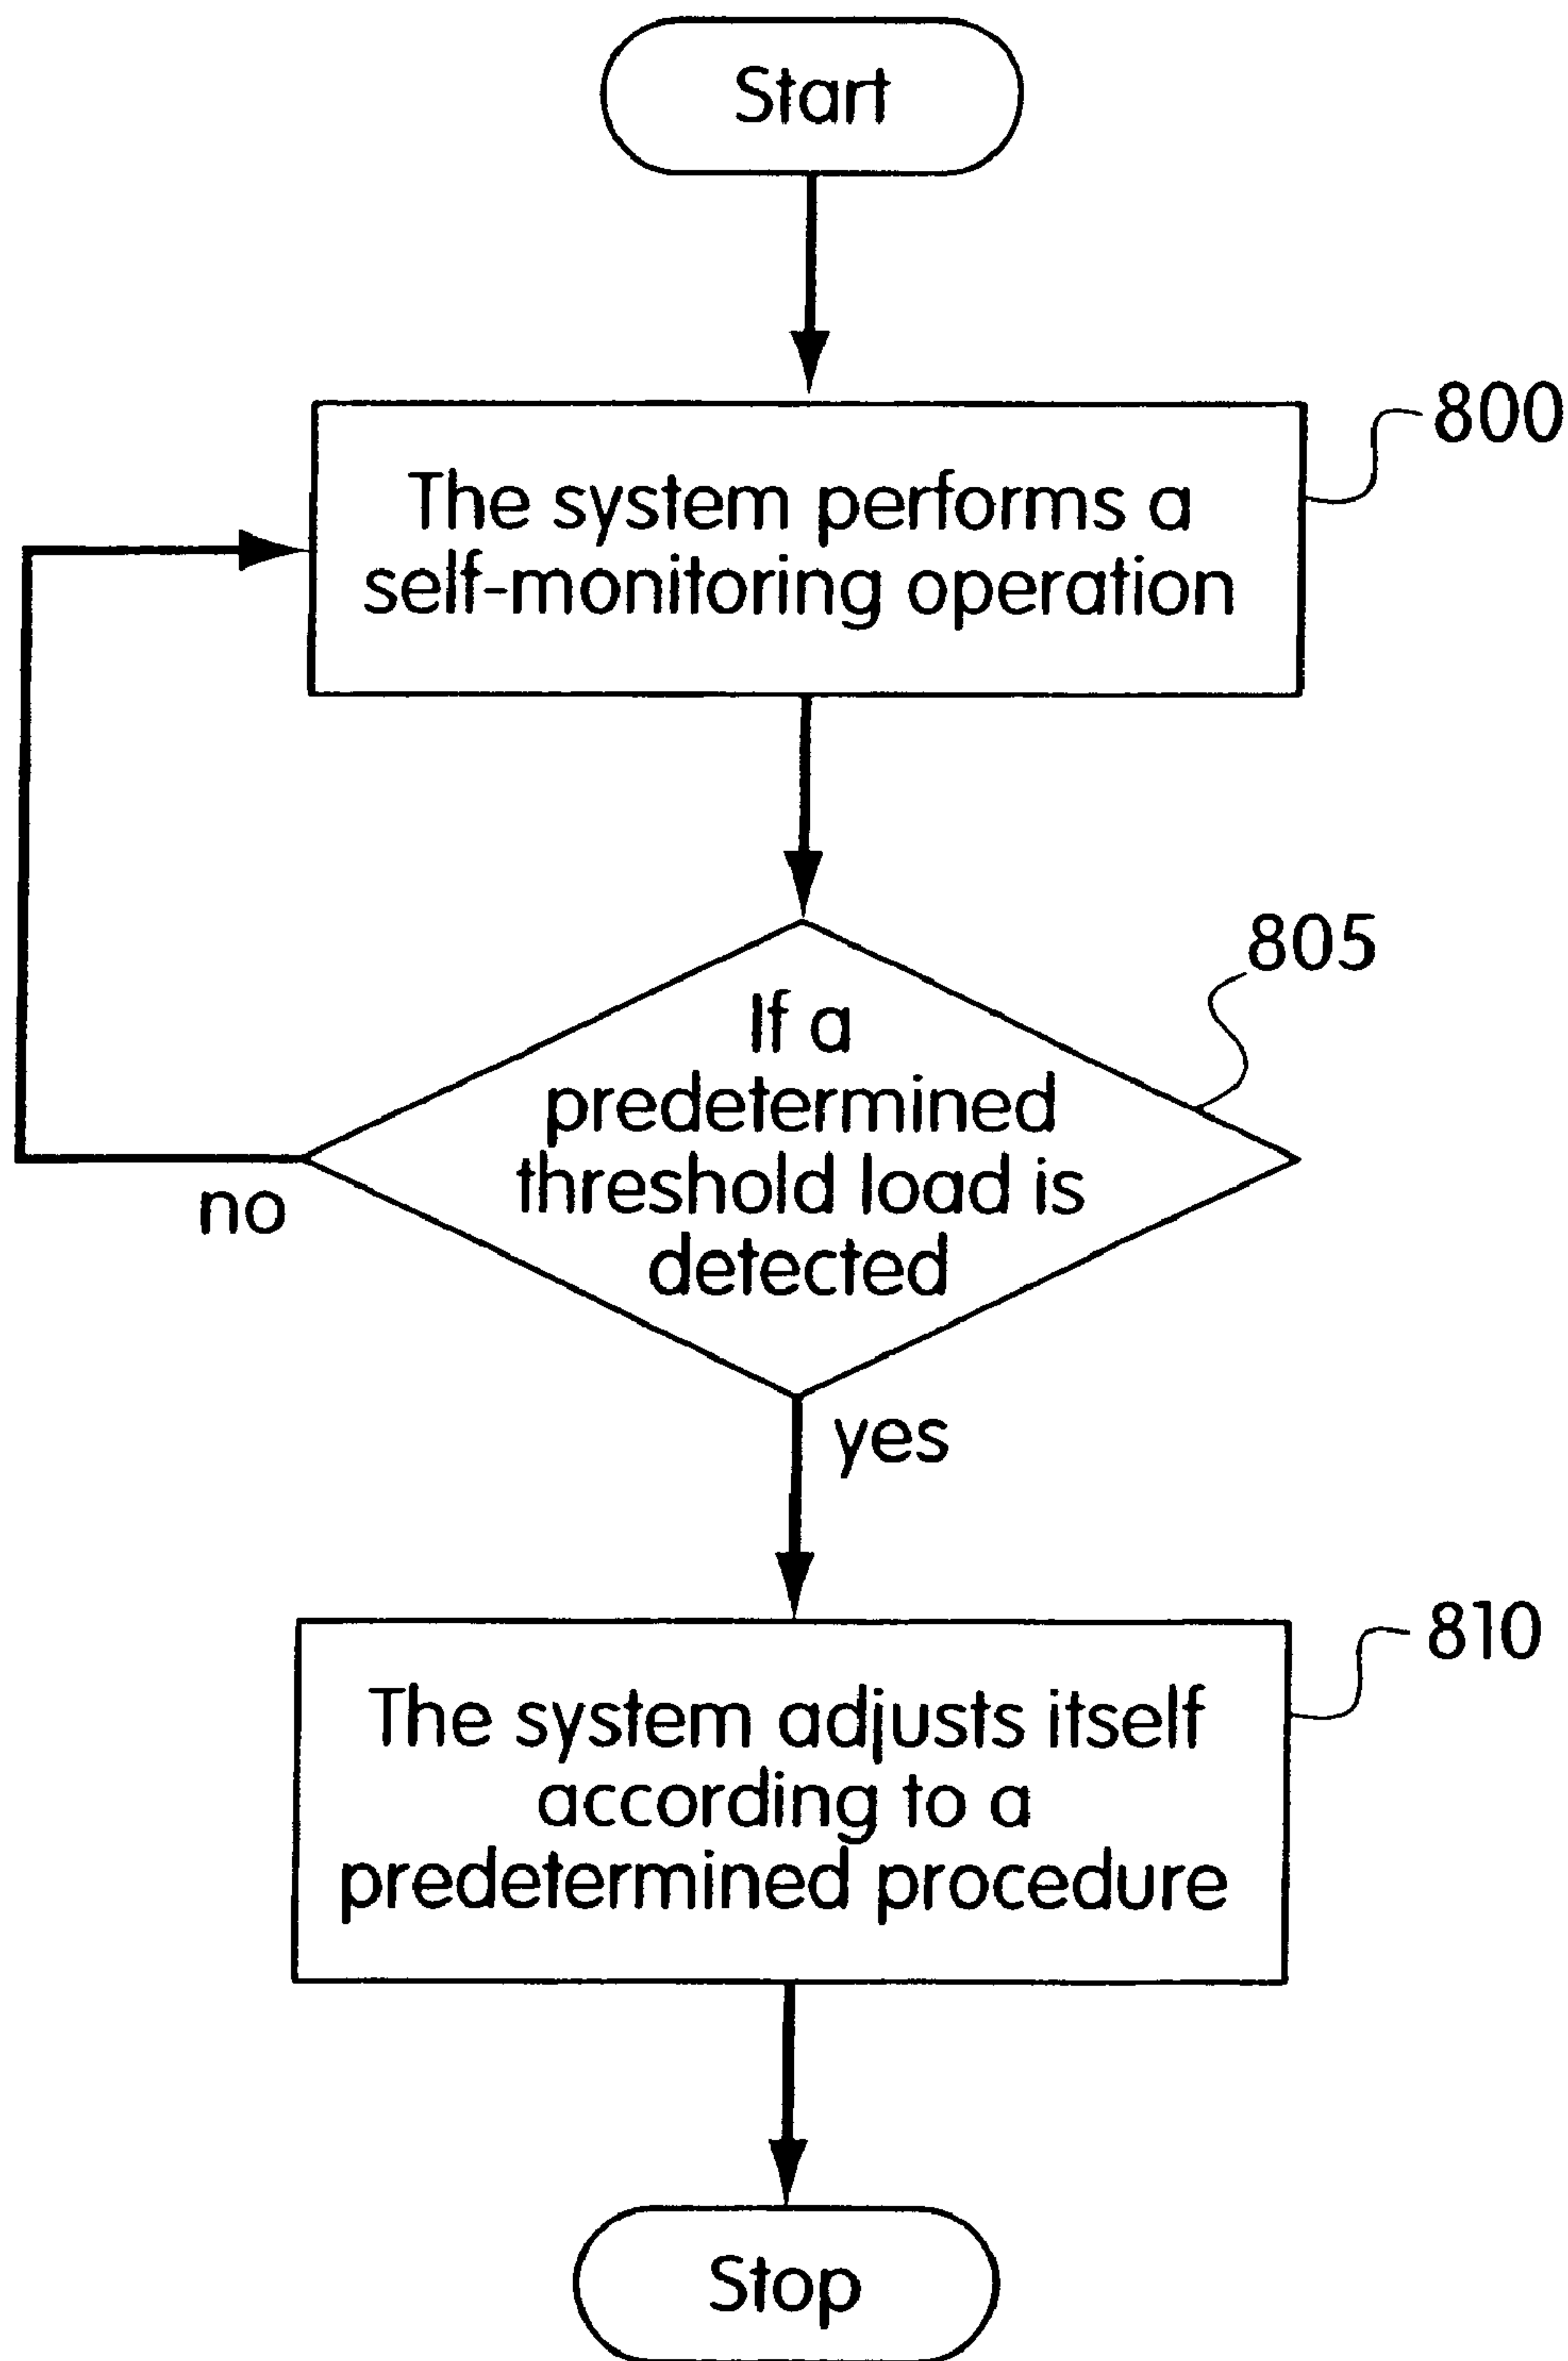 Start
800
The system performs a
self-monitoring operation
805
If a
predetermined
threshold load is
detected
no
yes
810
The system adjusts itself
according to a
predetermined procedure
Stop